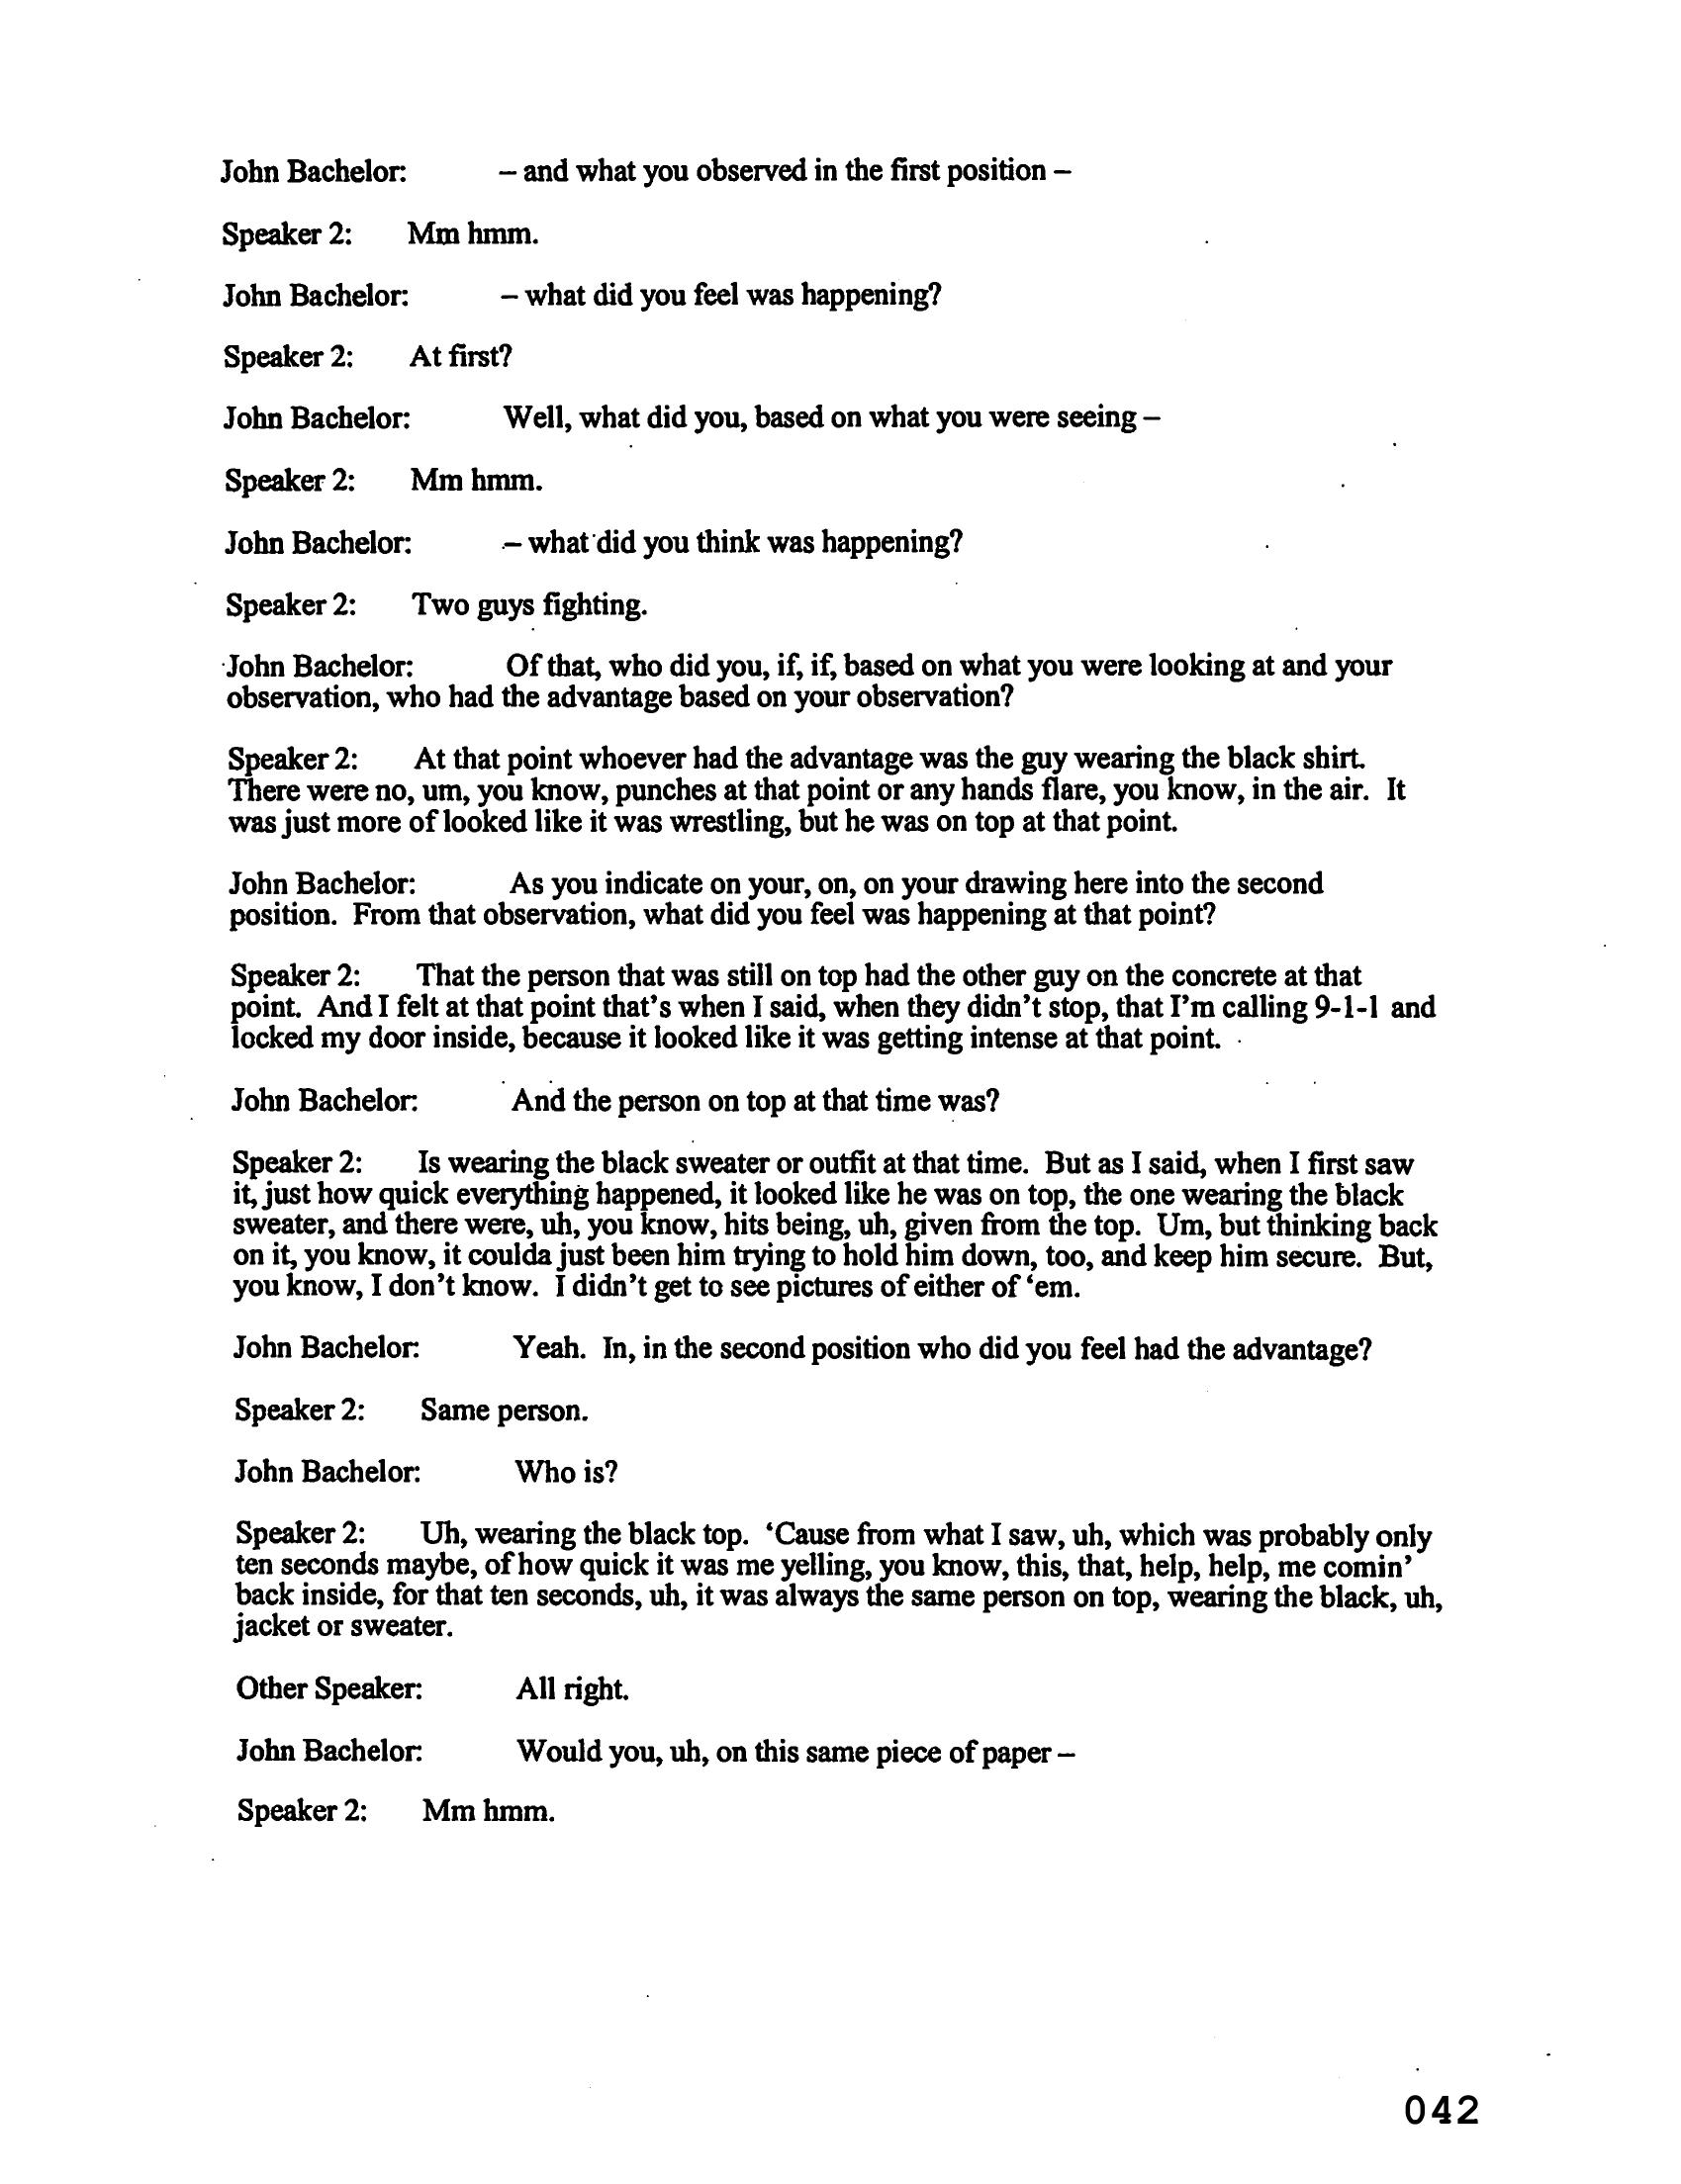 John Bachelor: – and what you observed in the first position –
Speaker 2: Mm hmm.
John Bachelor: – what did you feel was happening?
Speaker 2: At first?
John Bachelor: Well, what did you, based on what you were seeing –
Speaker 2: Mm hmm.
John Bachelor: – what did you think was happening?
Speaker 2: Two guys fighting.
John Bachelor: Of that, who did you, if, if, based on what you were looking at and your
observation, who had the advantage based on your observation?
Speaker 2: At that point whoever had the advantage was the guy wearing the black shirt.
There were no, um, you know, punches at that point or any hands flare, you know, in the air. It
was just more of looked like it was wrestling, but he was on top at that point.
John Bachelor: As you indicate on your, on, on your drawing here into the second
position. From that observation, what did you feel was happening at that point?
Speaker 2: That the person that was still on top had the other guy on the concrete at that
point. And I felt at that point that’s when I said, when they didn’t stop, that I’m calling 9-1-1 and
locked my door inside, because it looked like it was getting intense at that point.
John Bachelor: And the person on top at that time was?
Speaker 2: Is wearing the black sweater or outfit at that time. But as I said, when I first saw
it, just how quick everything happened, it looked like he was on top, the one wearing the black
sweater, and there were, uh, you know, hits being, uh, given from the top. Um, but thinking back
on it, you know, it coulda just been him trying to hold him down, too, and keep him secure. But,
you know, I don’t know. I didn’t get to see pictures of either of ‘em.
John Bachelor: Yeah. In, in the second position who did you feel had the advantage?
Speaker 2: Same person.
John Bachelor: Who is?
Speaker 2: Uh, wearing the black top. ‘Cause from what I saw, uh, which was probably only
ten seconds maybe, of how quick it was me yelling, you know, this, that, help, help, me comin’
back inside, for that ten seconds, uh, it was always the same person on top, wearing the black, uh,
jacket or sweater.
Other Speaker: All right.
John Bachelor: Would you, uh, on this same piece of paper –
Speaker 2: Mm hmm.
042